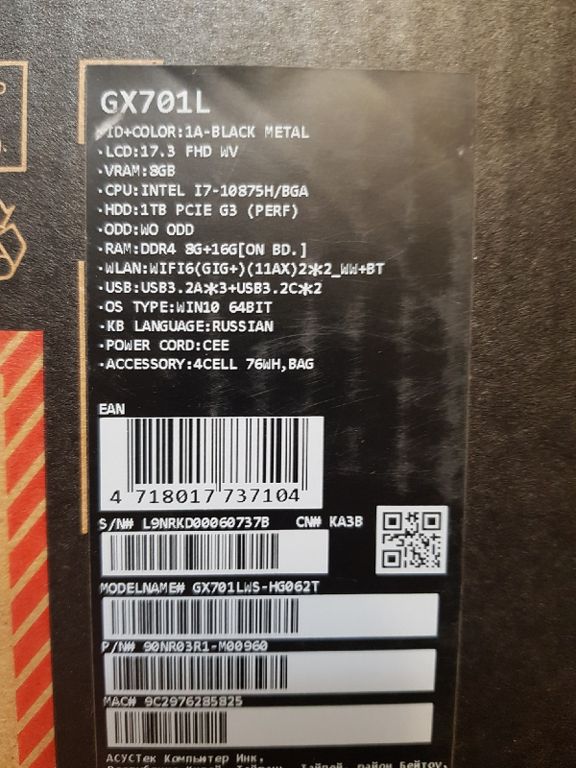 GX701L
ID+COLOR:1A-BLACK METAL
·LCD:17.3 FHD WV
·VRAM:8GB
·CPU:INTEL I7-10875H/BGA
·HDD:1TB PCIE G3 (PERF)
·ODD:WO ODD
·RAM:DDR4 8G+16G[ON BD.]
·WLAN:WIFI6(GIG+)(11AX)2*2_WW+BT
·USB:USB3.2A*3+USB3.2C*2
·OS TYPE:WIN10 64BIT
·KB LANGUAGE:RUSSIAN
·POWER CORD:CEE
·ACCESSORY:4CELL 76WH,BAG
EAN
4 718017 737104
S/N# L9NRKD00060737B CN# KA3B
MODELNAME# GX701LWS-HG062T
P/N# 90NR03R1-M00960
MAC# 9C2976285825
АСУСТек Компьютер Инк.